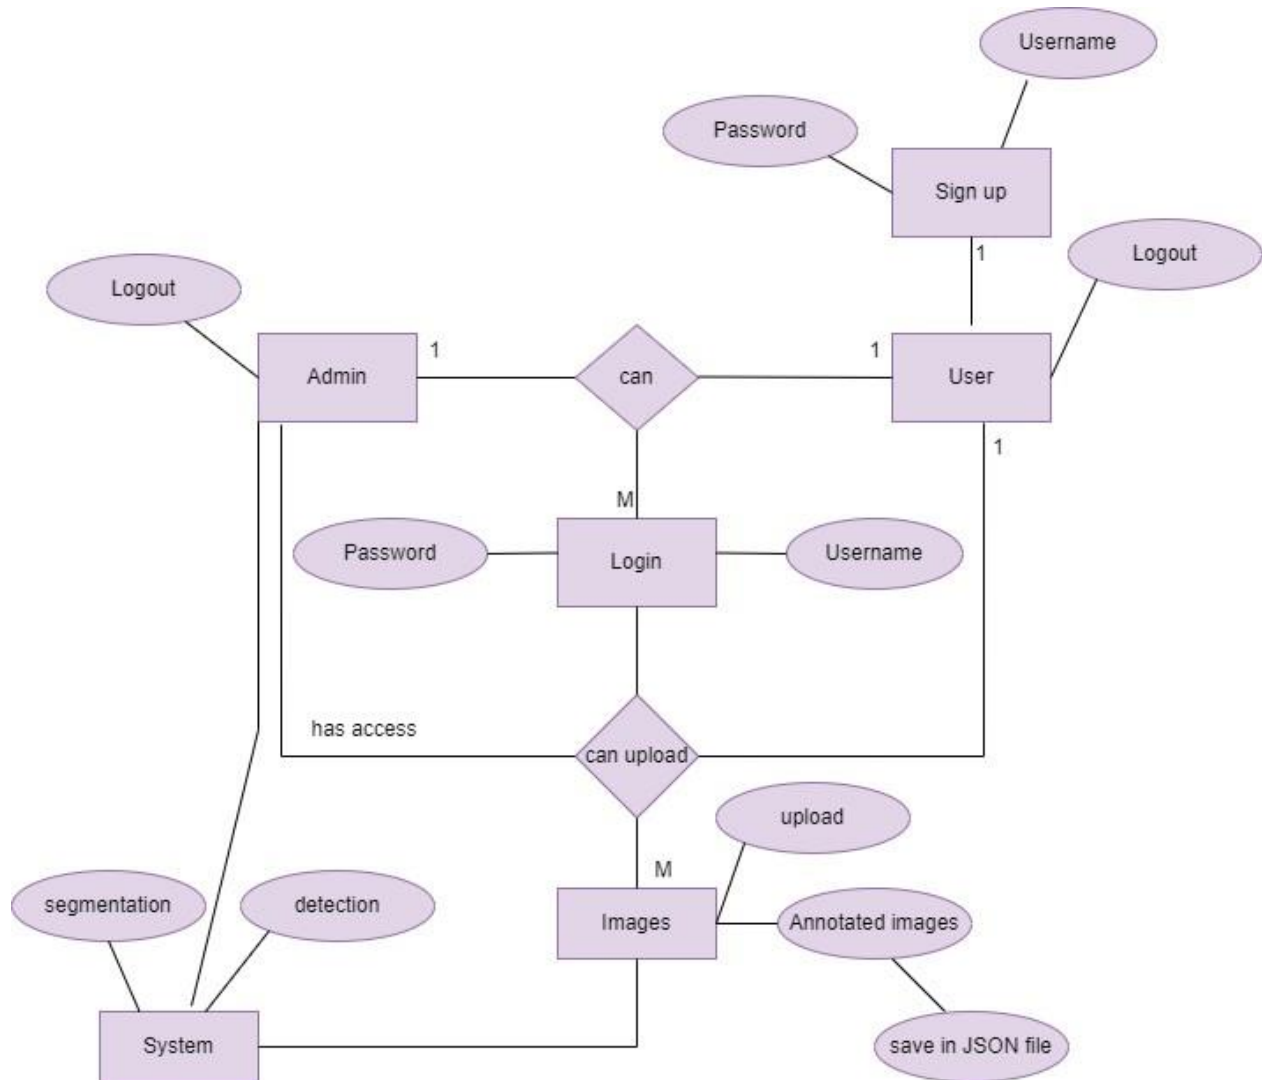 Username
Password
Sign up
1
Logout
Logout
1
1
Admin
can
User
1
M
Password
Login
Username
has access
can upload
upload
M
segmentation
detection
Images
Annotated images
System
save in JSON file